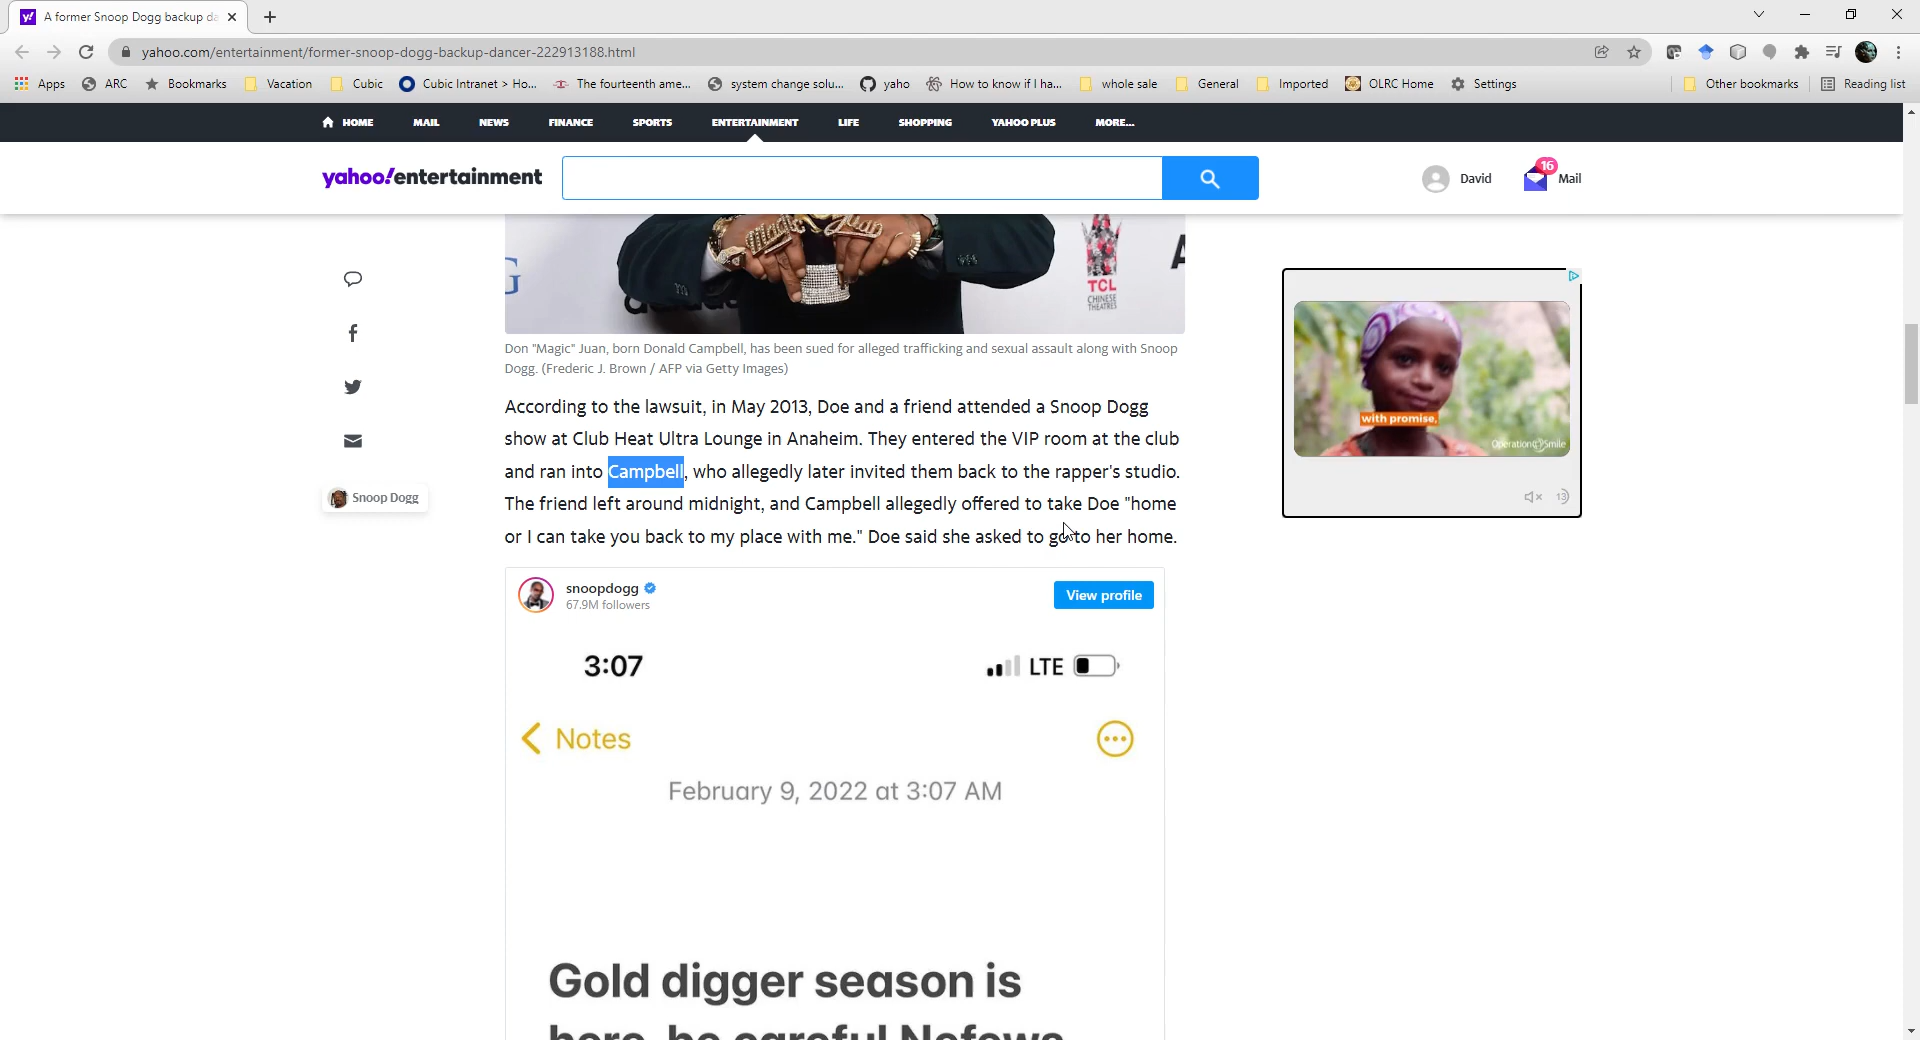 A former Snoop Dogg backup da
yahoo.com/entertainment/former-snoop-dogg-backup-dancer-222913188.html
Apps ARC Bookmarks Vacation Cubic Cubic Intranet > Ho... The fourteenth ame... system change solu... yaho How to know if I ha... whole sale General Imported OLRC Home Settings Other bookmarks Reading list
HOME MAIL NEWS FINANCE SPORTS ENTERTAINMENT LIFE SHOPPING YAHOO PLUS MORE...
yahoo!entertainment David 16 Mail
TCL
CHINESE
THEATRES
Don "Magic" Juan, born Donald Campbell, has been sued for alleged trafficking and sexual assault along with Snoop
Dogg. (Frederic J. Brown / AFP via Getty Images)
According to the lawsuit, in May 2013, Doe and a friend attended a Snoop Dogg
show at Club Heat Ultra Lounge in Anaheim. They entered the VIP room at the club
and ran into Campbell, who allegedly later invited them back to the rapper's studio.
The friend left around midnight, and Campbell allegedly offered to take Doe "home
or I can take you back to my place with me." Doe said she asked to go to her home.
Snoop Dogg
with promise,
Operation Smile
13
snoopdogg
67.9M followers
View profile
3:07 LTE
Notes
February 9, 2022 at 3:07 AM
Gold digger season is
here be careful Nefews